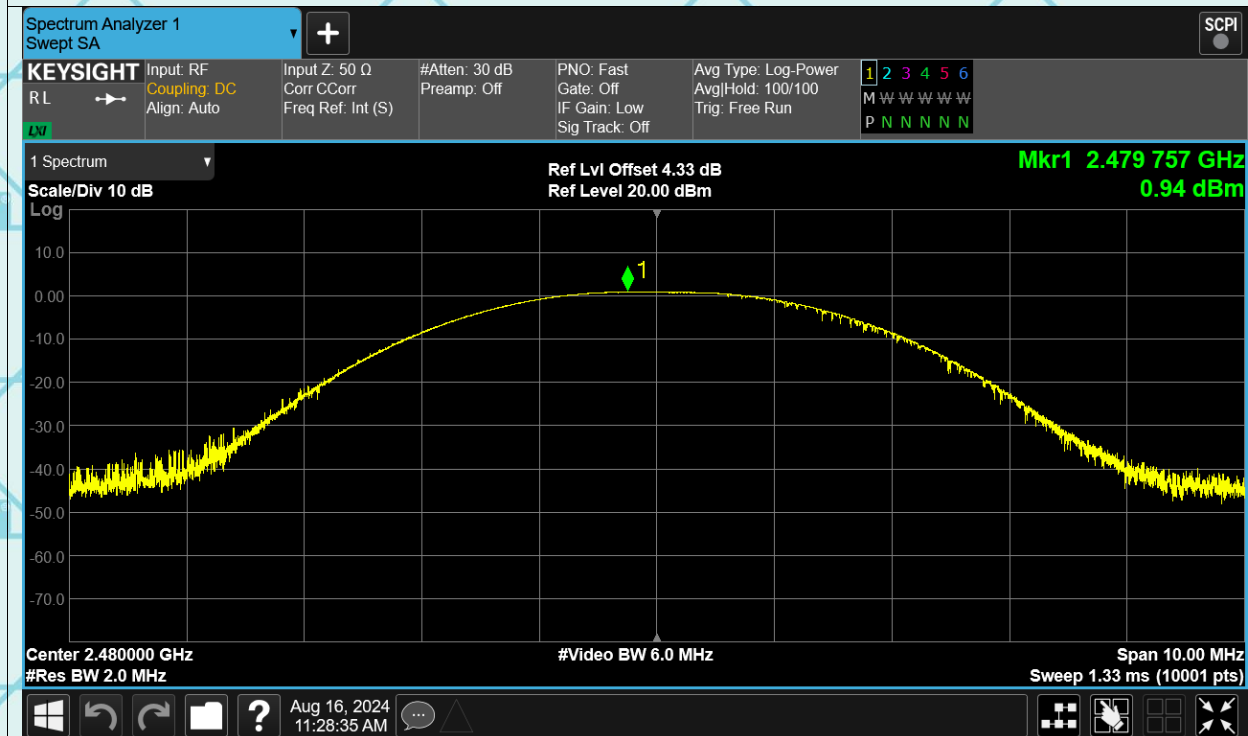 Spectrum Analyzer 1
Swept SA
+
SCPI
KEYSIGHT
R L
LXI
Input: RF
Coupling: DC
Align: Auto
Input Z: 50 Ω
Corr CCorr
Freq Ref: Int (S)
#Atten: 30 dB
Preamp: Off
PNO: Fast
Gate: Off
IF Gain: Low
Sig Track: Off
Avg Type: Log-Power
Avg|Hold: 100/100
Trig: Free Run
1 2 3 4 5 6
M W W W W W
P N N N N N
1 Spectrum
Scale/Div 10 dB
Log
Ref Lvl Offset 4.33 dB
Ref Level 20.00 dBm
Mkr1 2.479 757 GHz
0.94 dBm
1
10.0
0.00
-10.0
-20.0
-30.0
-40.0
-50.0
-60.0
-70.0
Center 2.480000 GHz
#Video BW 6.0 MHz
Span 10.00 MHz
#Res BW 2.0 MHz
Sweep 1.33 ms (10001 pts)
?
Aug 16, 2024
11:28:35 AM